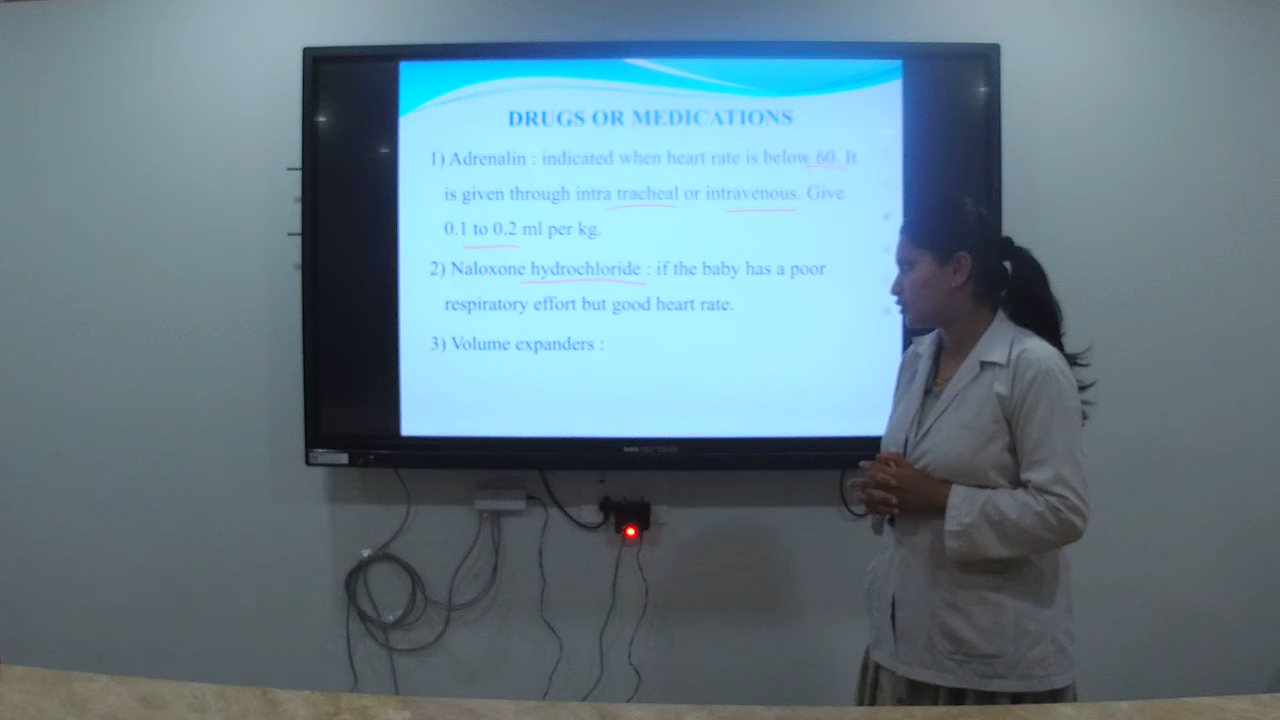 DRUGS OR MEDICATIONS
1) Adrenalin : indicated when heart rate is below 60. It
is given through intra tracheal or intravenous. Give
0.1 to 0.2 ml per kg.
2) Naloxone hydrochloride : if the baby has a poor
respiratory effort but good heart rate.
3) Volume expanders :